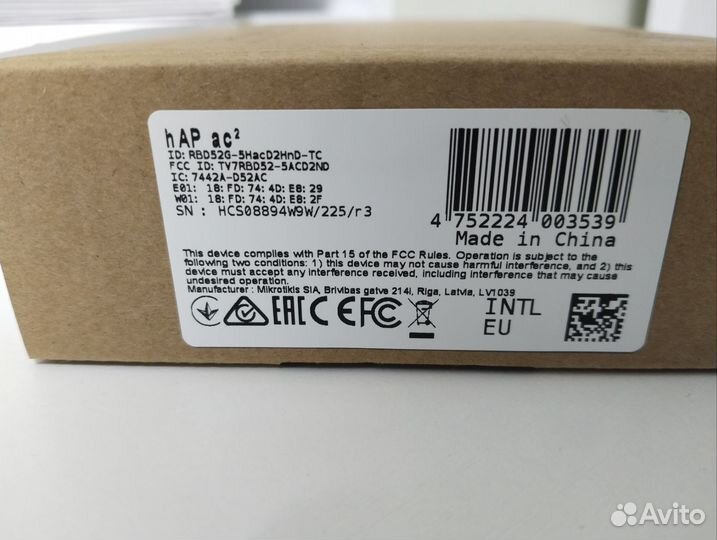 hAP ac²
ID: RBD52G-5HacD2HnD-TC
FCC ID: TV7RBD52-5ACD2ND
IC: 7442A-D52AC
E01: 18:FD:74:4D:E8:29
W01: 18:FD:74:4D:E8:2F
SN : HCS08894W9W/225/r3
4 752224 003539
Made in China
This device complies with Part 15 of the FCC Rules. Operation is subject to the
following two conditions: 1) this device may not cause harmful interference, and 2) this
device must accept any interference received, including interference that may cause
undesired operation.
Manufacturer : Mikrotikls SIA, Brivibas gatve 214i, Riga, Latvia, LV1039
EAC CE FC
INTL
EU
Avito